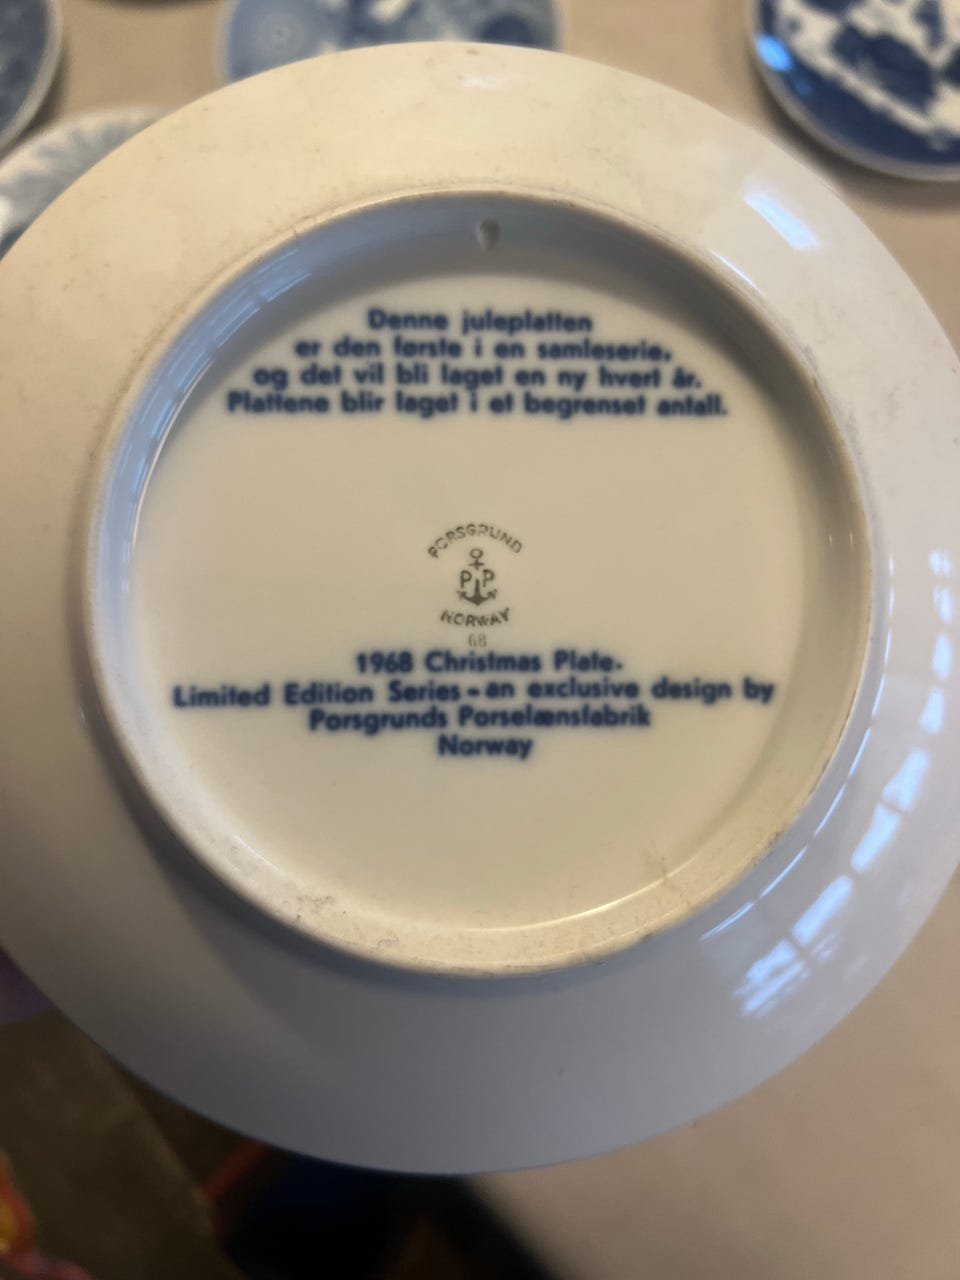 Denne juleplatten
er den første i en samleserie,
og det vil bli laget en ny hvert år.
Plattene blir laget i et begrenset antall.
PORSGRUND
P P
NORWAY
68
1968 Christmas Plate.
Limited Edition Series - an exclusive design by
Porsgrunds Porselænsfabrik
Norway